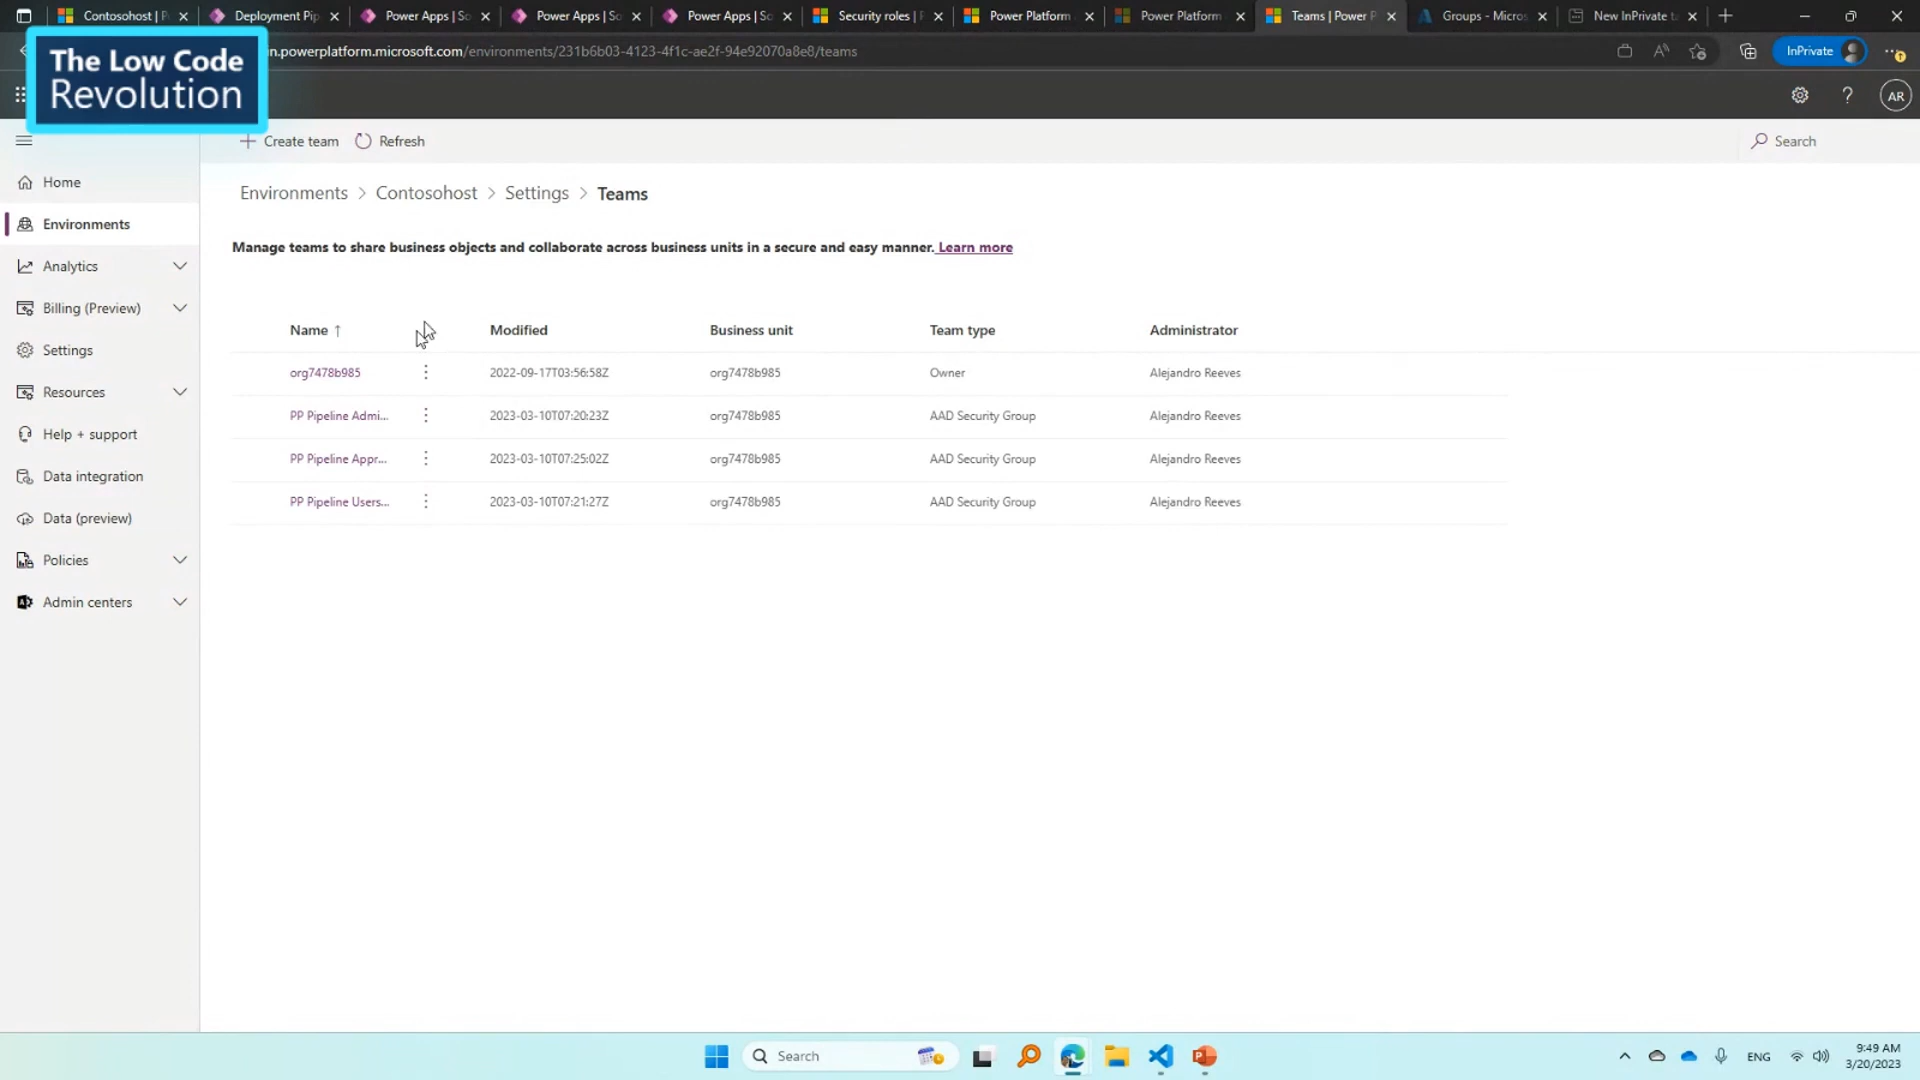 Contosohost | P
Deployment Pip
Power Apps | So
Power Apps | So
Power Apps | So
Security roles | P
Power Platform
Power Platform
Teams | Power P
Groups - Micros
New InPrivate ta
The Low Code
Revolution
in.powerplatform.microsoft.com/environments/231b6b03-4123-4f1c-ae2f-94e92070a8e8/teams
InPrivate
AR
Create team
Refresh
Search
Home
Environments
Analytics
Billing (Preview)
Settings
Resources
Help + support
Data integration
Data (preview)
Policies
Admin centers
Environments > Contosohost > Settings > Teams
Manage teams to share business objects and collaborate across business units in a secure and easy manner. Learn more
Name ↑ Modified Business unit Team type Administrator
org7478b985 2022-09-17T03:56:58Z org7478b985 Owner Alejandro Reeves
PP Pipeline Admi... 2023-03-10T07:20:23Z org7478b985 AAD Security Group Alejandro Reeves
PP Pipeline Appr... 2023-03-10T07:25:02Z org7478b985 AAD Security Group Alejandro Reeves
PP Pipeline Users... 2023-03-10T07:21:27Z org7478b985 AAD Security Group Alejandro Reeves
Search
ENG
9:49 AM
3/20/2023